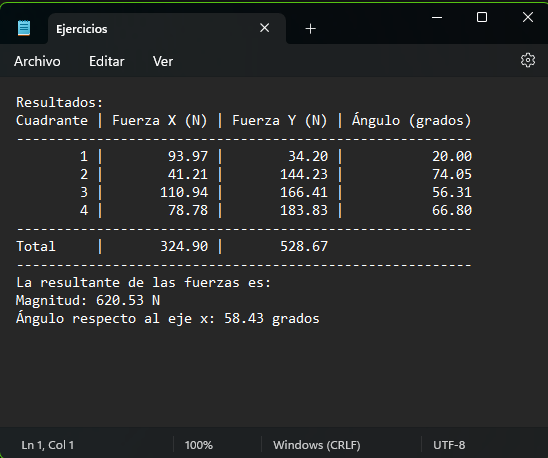 Ejercicios
Archivo Editar Ver
Resultados:
Cuadrante | Fuerza X (N) | Fuerza Y (N) | Ángulo (grados)
---------------------------------------------------------
1 | 93.97 | 34.20 | 20.00
2 | 41.21 | 144.23 | 74.05
3 | 110.94 | 166.41 | 56.31
4 | 78.78 | 183.83 | 66.80
---------------------------------------------------------
Total | 324.90 | 528.67
---------------------------------------------------------
La resultante de las fuerzas es:
Magnitud: 620.53 N
Ángulo respecto al eje x: 58.43 grados
Ln 1, Col 1 100% Windows (CRLF) UTF-8